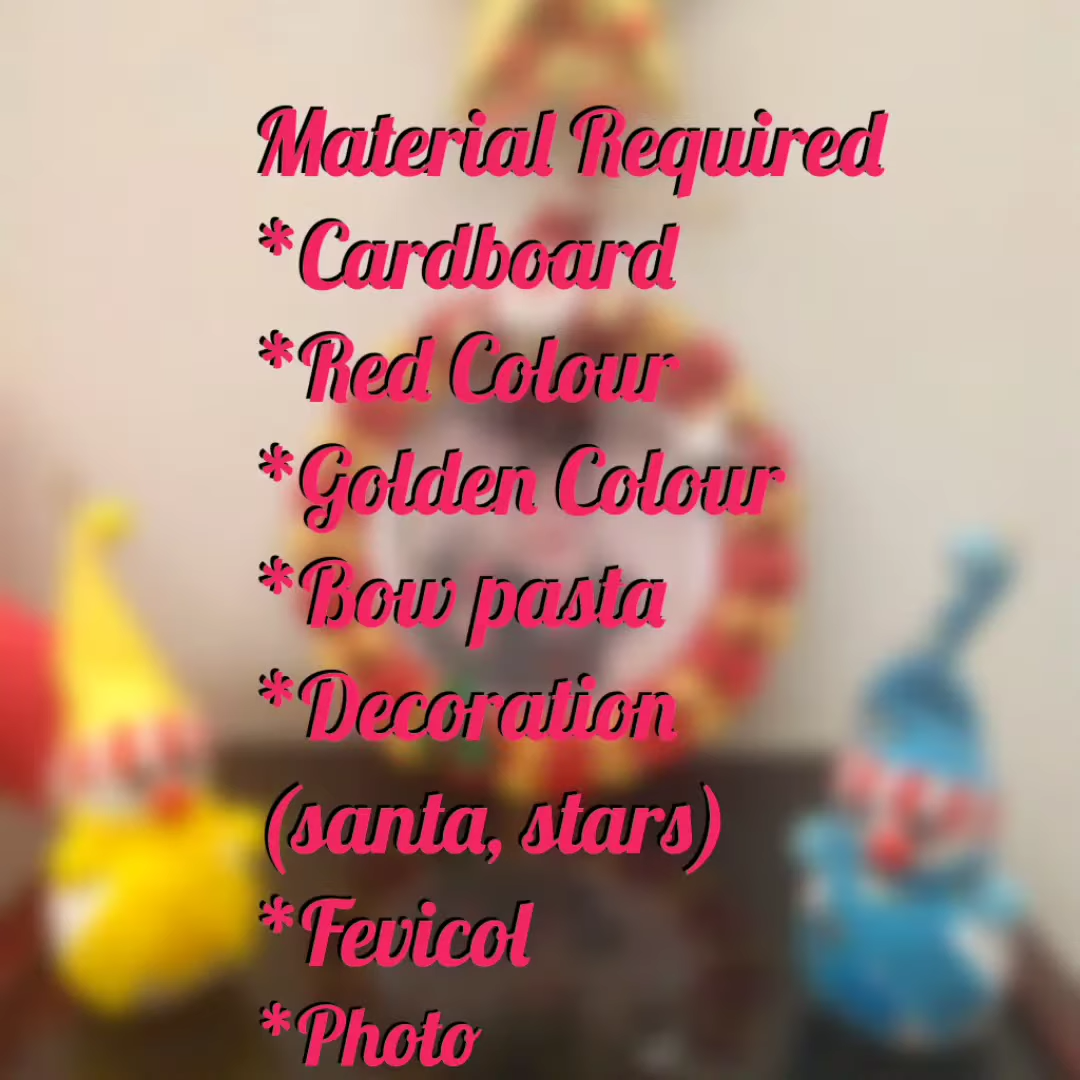 Material Required
*Cardboard
*Red Colour
*Golden Colour
*Bow pasta
*Decoration
(santa, stars)
*Fevicol
*Photo